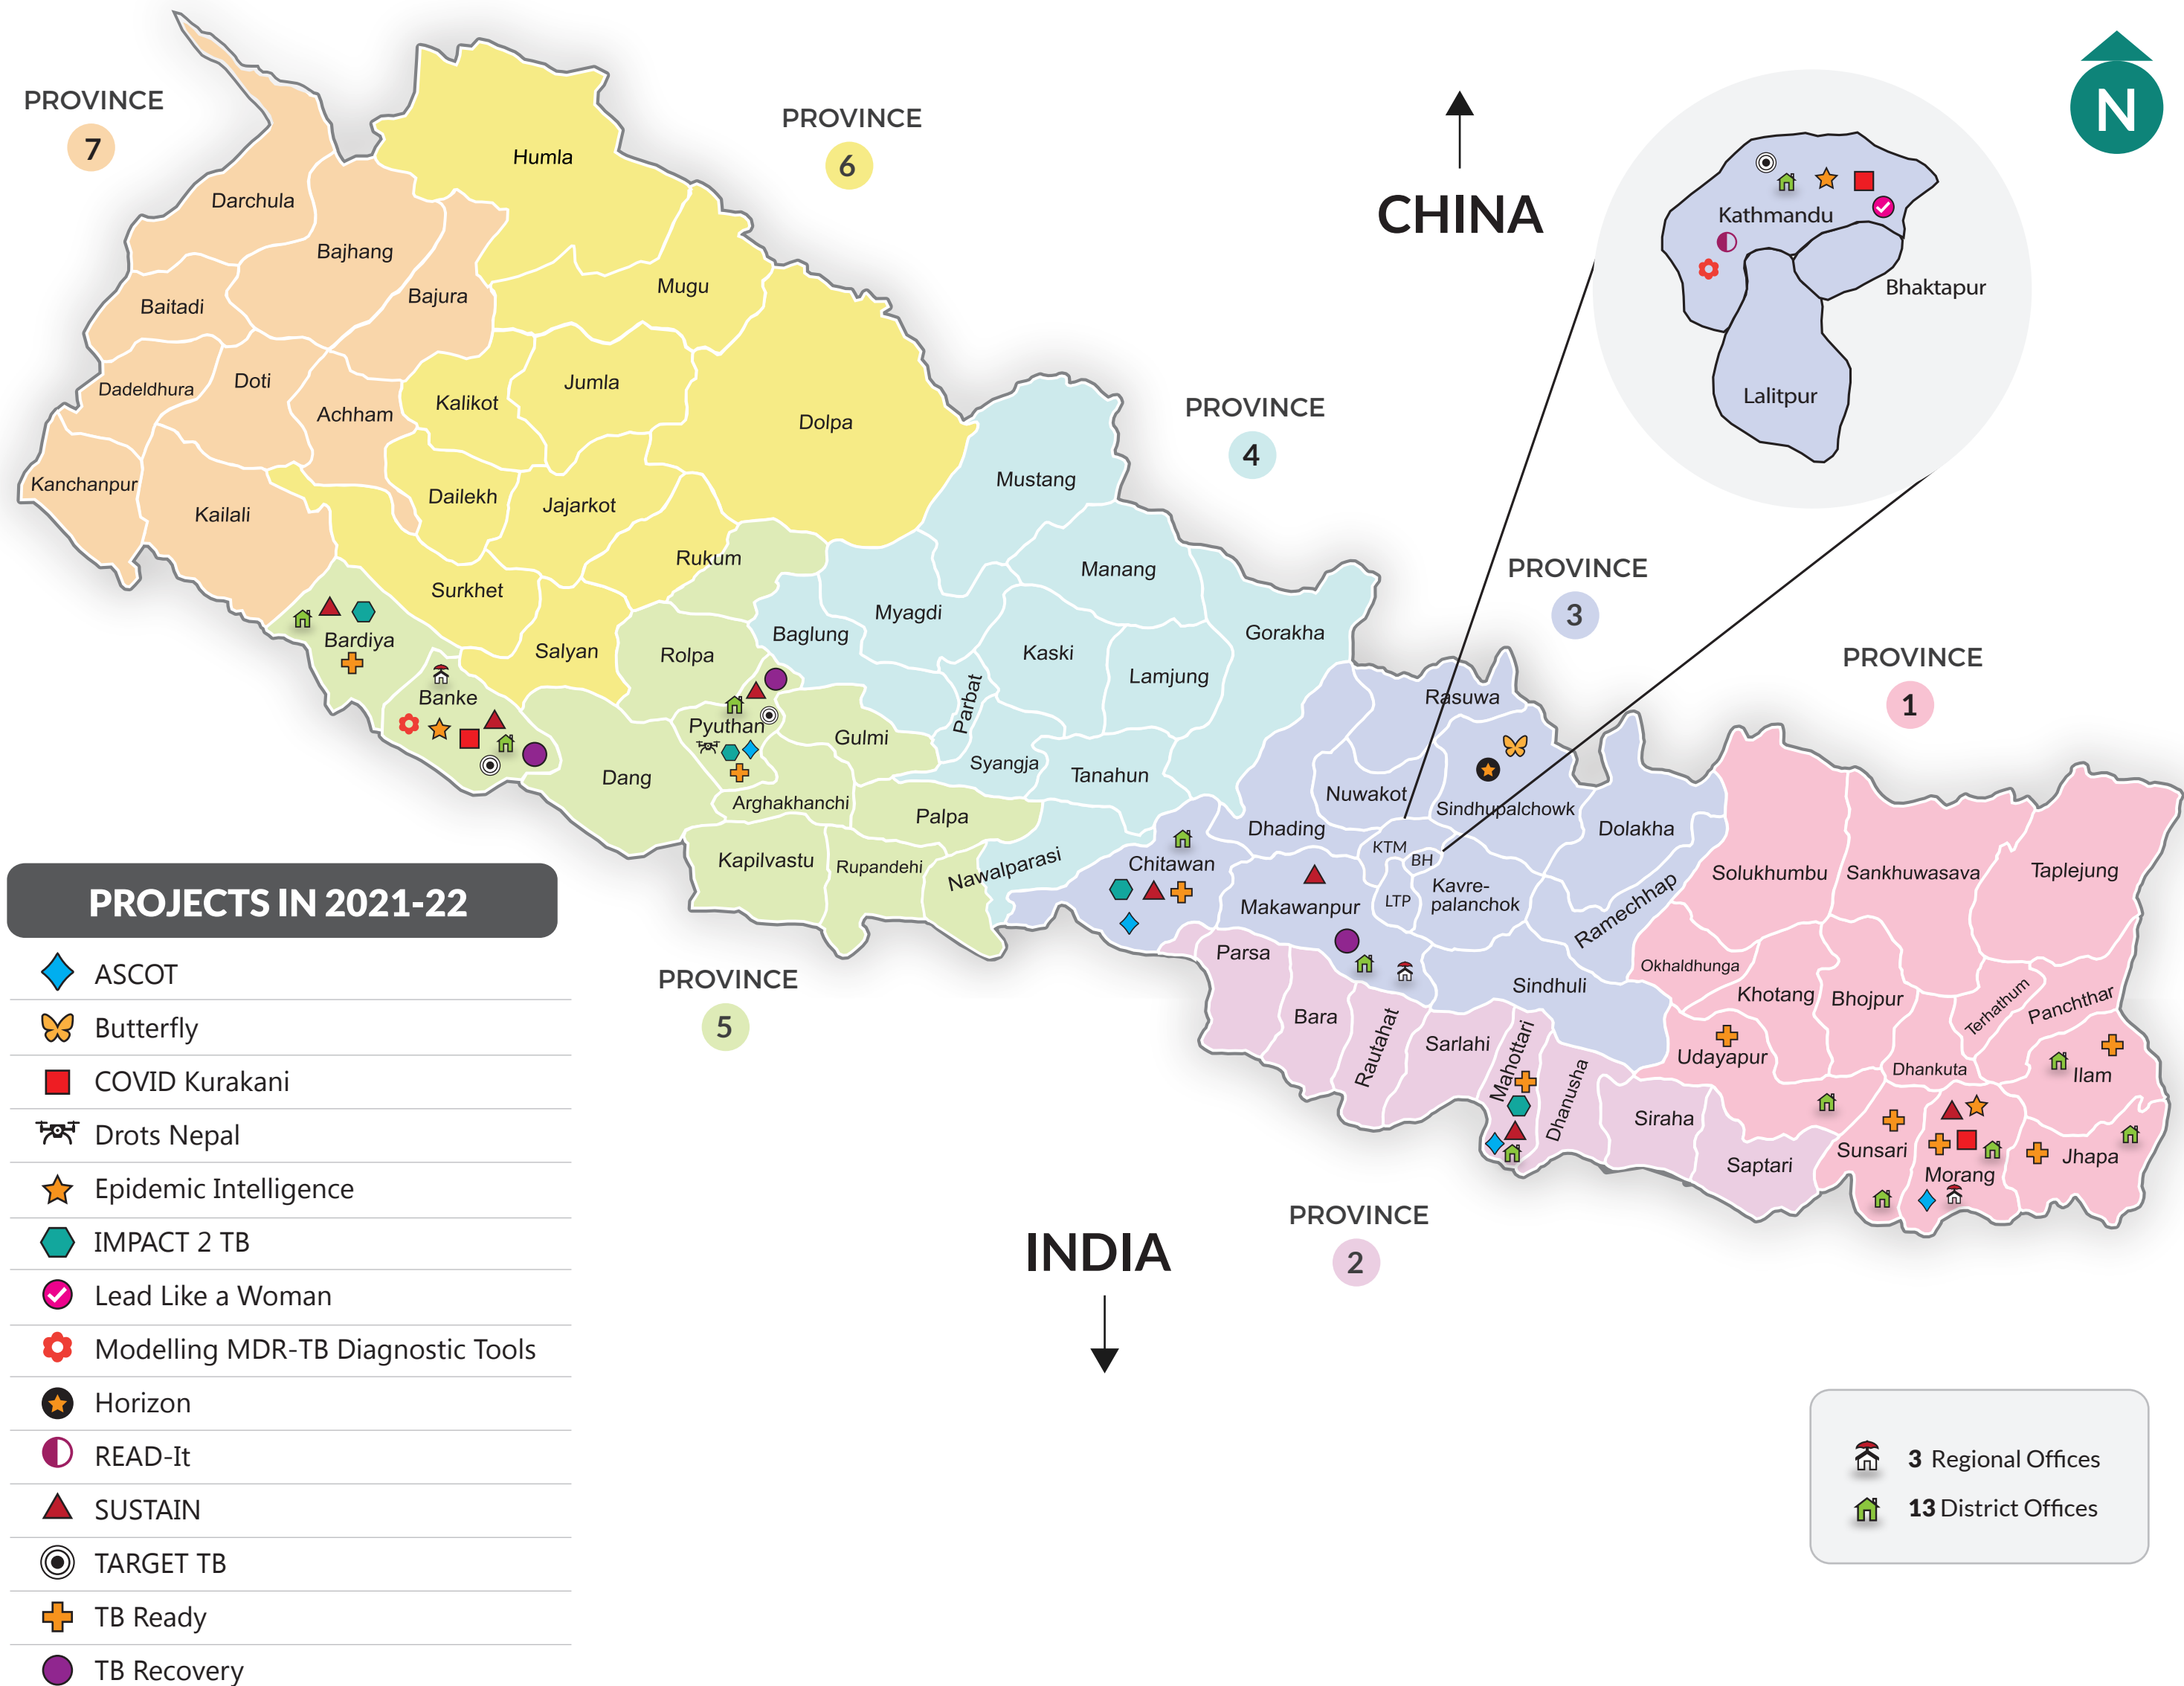 PROVINCE
7
PROVINCE
6
CHINA
N
Kathmandu
Bhaktapur
Lalitpur
Humla
Darchula
Bajhang
Mugu
Bajura
Baitadi
Doti
Dadeldhura
Achham
Kalikot
Jumla
Dolpa
PROVINCE
4
Kanchanpur
Kailali
Dailekh
Jajarkot
Mustang
Rukum
Surkhet
Manang
PROVINCE
3
Myagdi
Baglung
Gorakha
Bardiya
Salyan
Rolpa
Kaski
Lamjung
PROVINCE
1
Banke
Parbat
Rasuwa
Pyuthan
Gulmi
Syangja
Tanahun
Dang
Nuwakot
Sindhupalchowk
Arghakhanchi
Palpa
Dhading
Dolakha
KTM
BH
Kapilvastu
Rupandehi
Nawalparasi
Chitawan
Makawanpur
LTP
Kavre-
palanchok
Ramechhap
Solukhumbu
Sankhuwasava
Taplejung
Parsa
Okhaldhunga
Sindhuli
Khotang
Bhojpur
Terhathum
Panchthar
Bara
Rautahat
Sarlahi
Mahottari
Dhanusha
Udayapur
Dhankuta
Ilam
Siraha
Saptari
Sunsari
Morang
Jhapa
PROVINCE
5
PROVINCE
2
INDIA
PROJECTS IN 2021-22
ASCOT
Butterfly
COVID Kurakani
Drots Nepal
Epidemic Intelligence
IMPACT 2 TB
Lead Like a Woman
Modelling MDR-TB Diagnostic Tools
Horizon
READ-It
SUSTAIN
TARGET TB
TB Ready
TB Recovery
3 Regional Offices
13 District Offices